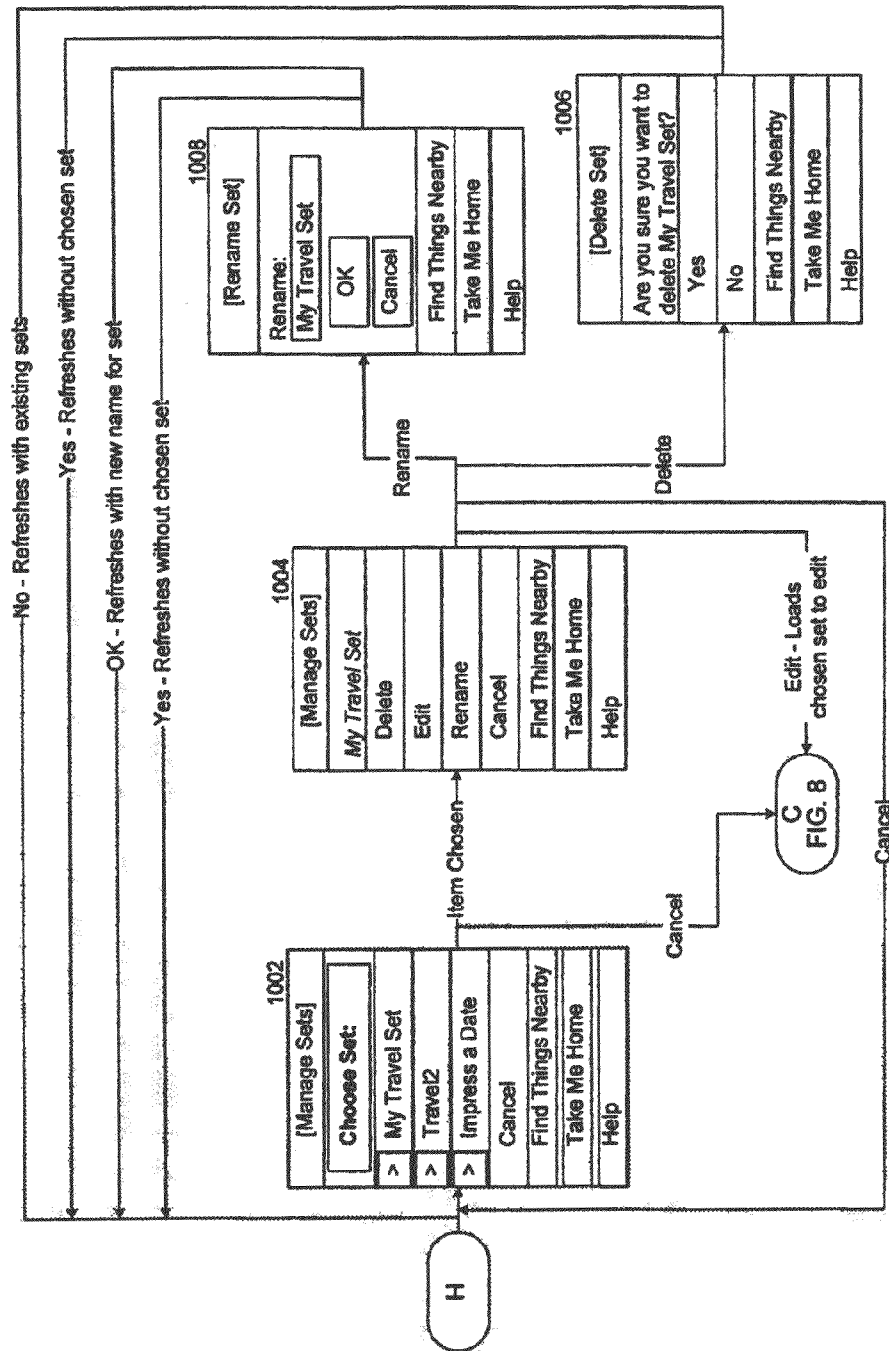 No - Refreshes with existing sets
Yes - Refreshes without chosen set
OK - Refreshes with new name for set
Yes - Refreshes without chosen set
H
1002
[Manage Sets]
Choose Set:
> My Travel Set
> Travel2
> Impress a Date
Cancel
Find Things Nearby
Take Me Home
Help
Item Chosen
Cancel
1004
[Manage Sets]
My Travel Set
Delete
Edit
Rename
Cancel
Find Things Nearby
Take Me Home
Help
Rename
Delete
Edit - Loads
chosen set to edit
C
FIG. 8
Cancel
1008
[Rename Set]
Rename:
My Travel Set
OK
Cancel
Find Things Nearby
Take Me Home
Help
1006
[Delete Set]
Are you sure you want to
delete My Travel Set?
Yes
No
Find Things Nearby
Take Me Home
Help